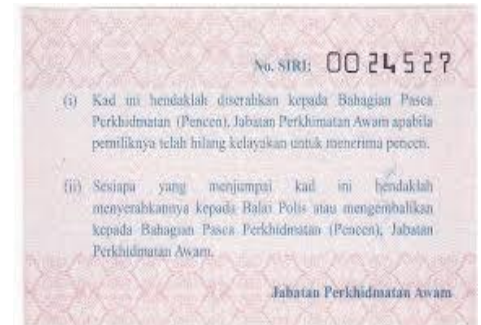 No. SIRI: 0024527
(i) Kad ini hendaklah diserahkan kepada Bahagian Pasca
Perkhidmatan (Pencen), Jabatan Perkhimatan Awam apabila
pemiliknya telah hilang kelayakan untuk menerima pencen.
(ii) Sesiapa yang menjumpai kad ini hendaklah
menyerahkannya kepada Balai Polis atau mengembalikan
kepada Bahagian Pasca Perkhidmatan (Pencen), Jabatan
Perkhidmatan Awam.
Jabatan Perkhidmatan Awam